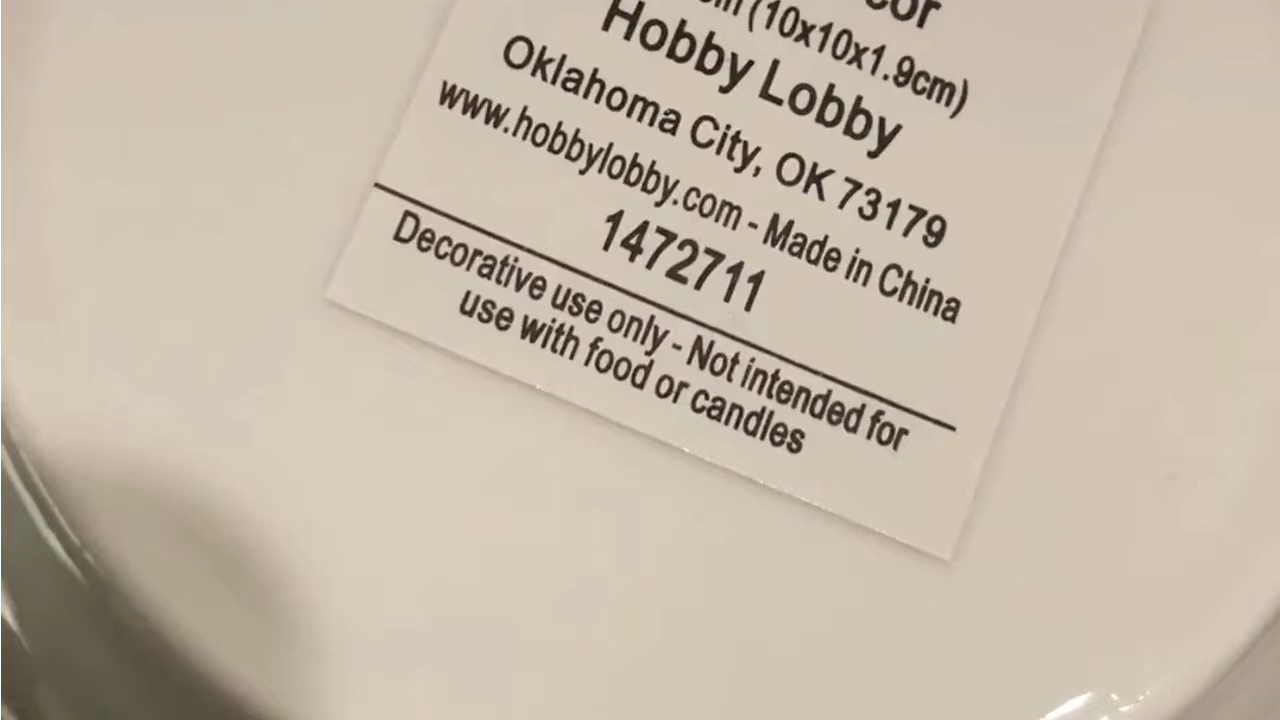 (10x10x1.9cm)
Hobby Lobby
Oklahoma City, OK 73179
www.hobbylobby.com - Made in China
1472711
Decorative use only - Not intended for
use with food or candles